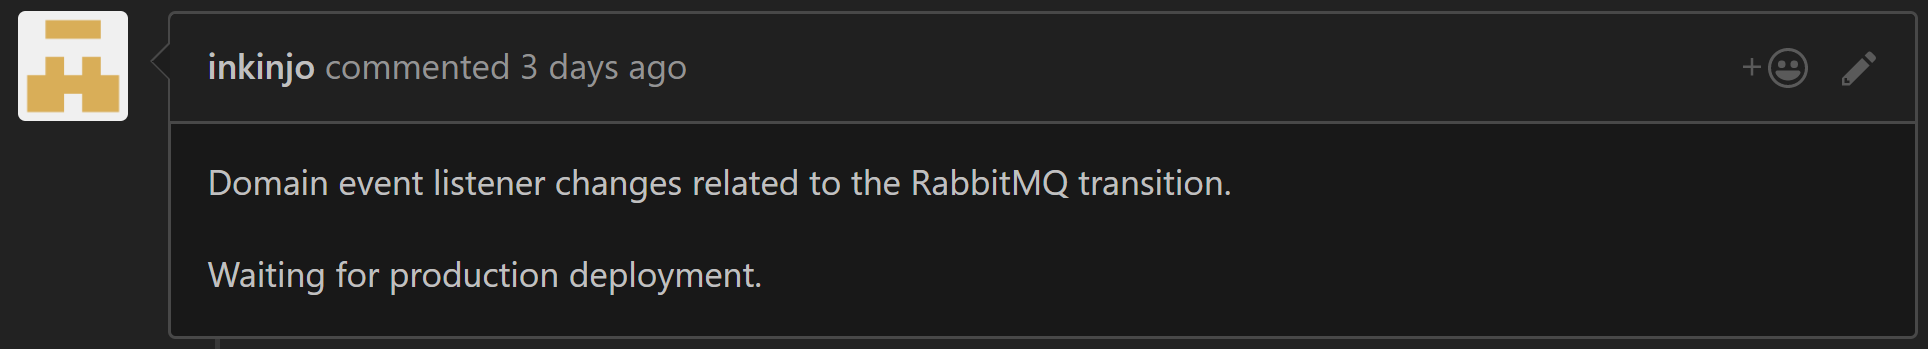 inkinjo commented 3 days ago
Domain event listener changes related to the RabbitMQ transition.
Waiting for production deployment.